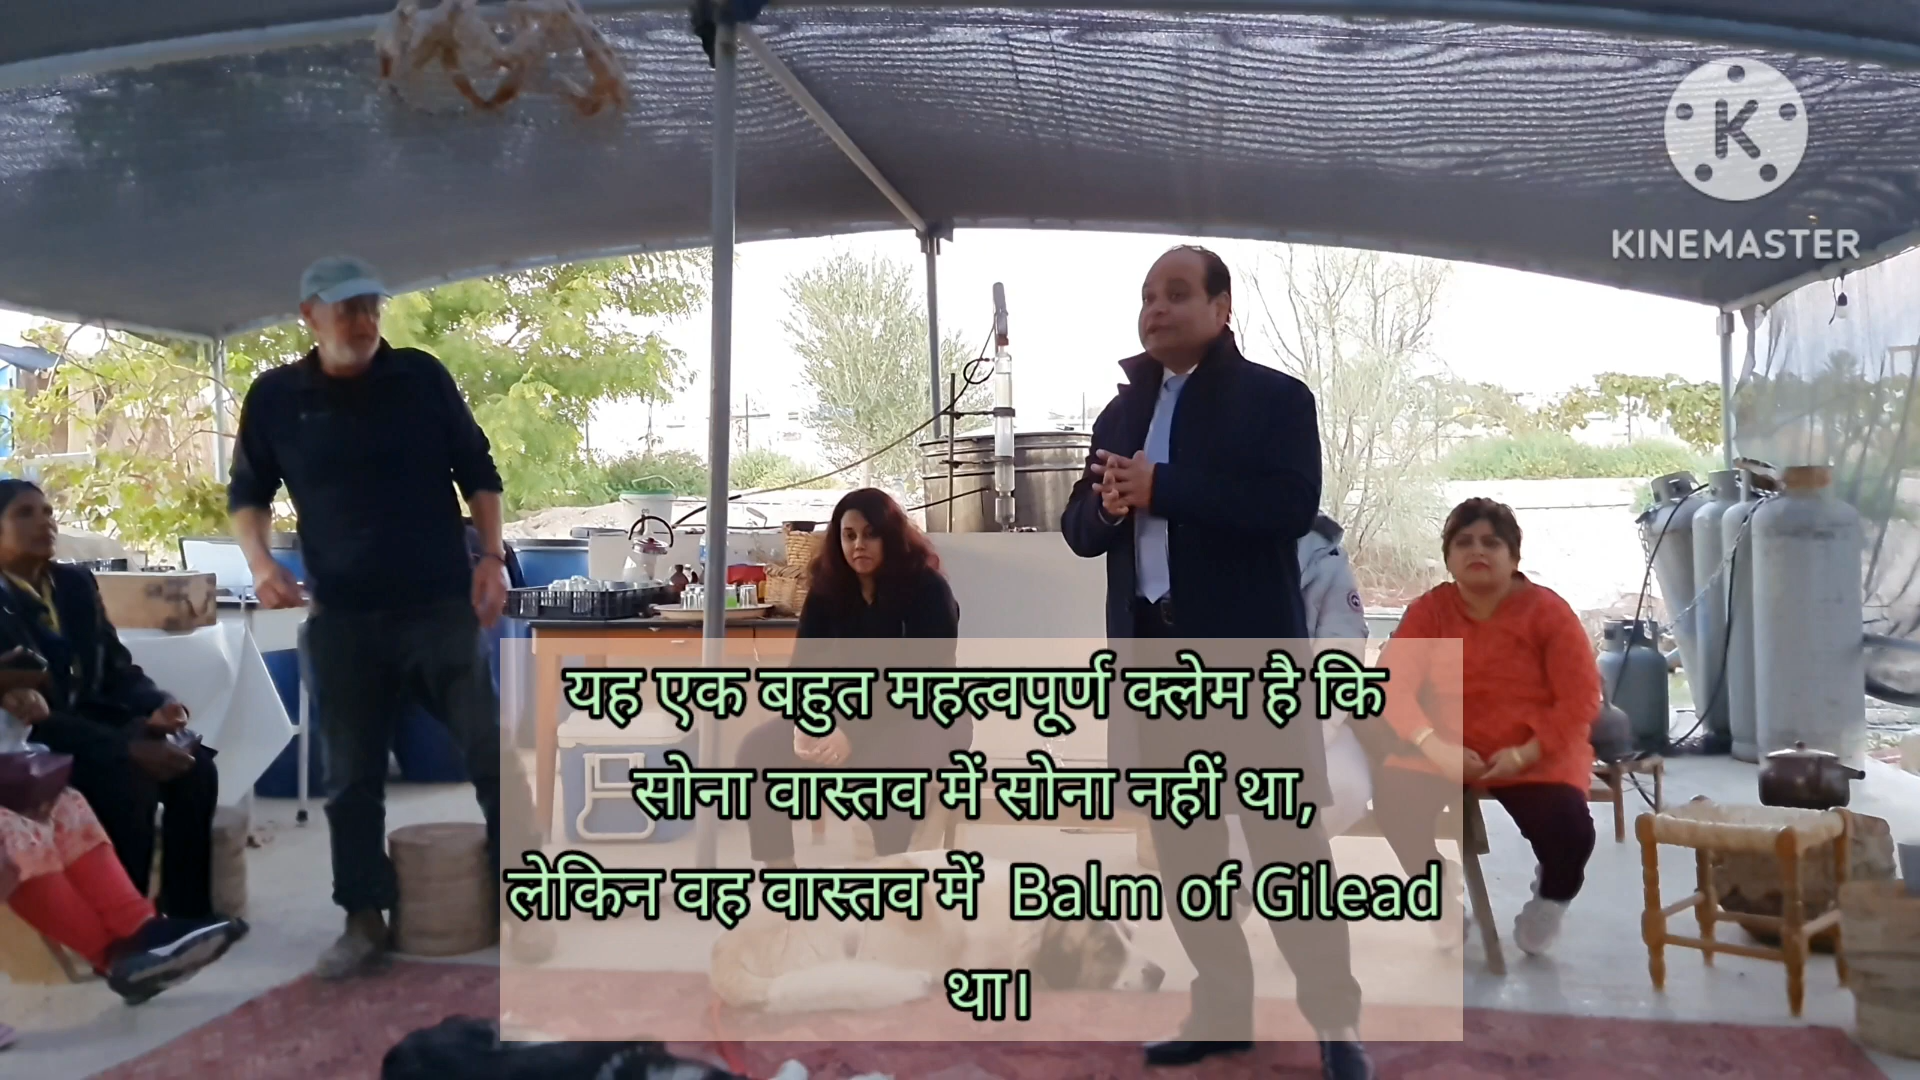 K
KINEMASTER
यह एक बहुत महत्वपूर्ण क्लेम है कि
सोना वास्तव में सोना नहीं था,
लेकिन वह वास्तव में Balm of Gilead
था।